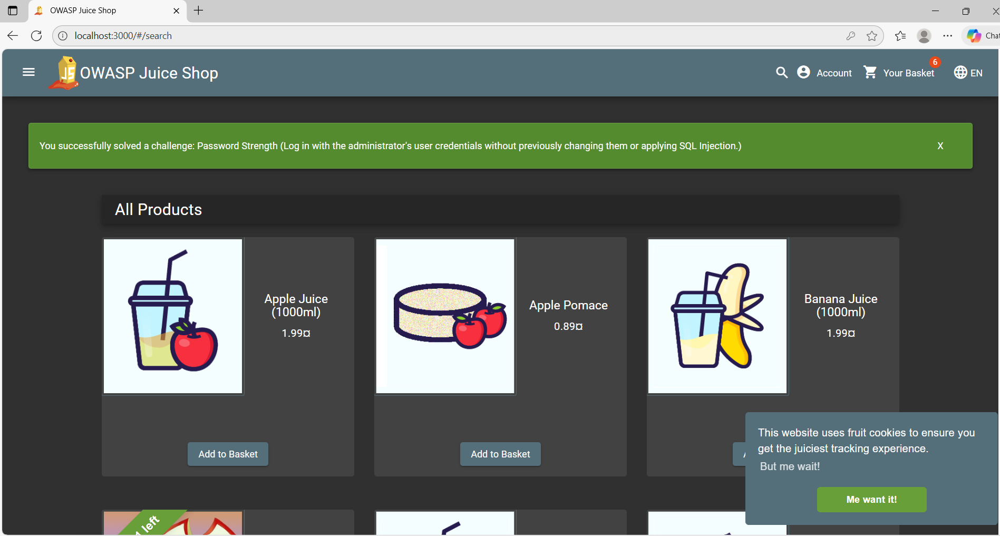 OWASP Juice Shop
localhost:3000/#/search
Chat
JS
OWASP Juice Shop
Account
Your Basket
6
EN
You successfully solved a challenge: Password Strength (Log in with the administrator's user credentials without previously changing them or applying SQL Injection.)
X
All Products
Apple Juice
(1000ml)
1.99¤
Apple Pomace
0.89¤
Banana Juice
(1000ml)
1.99¤
Add to Basket
Add to Basket
A
This website uses fruit cookies to ensure you
get the juiciest tracking experience.
But me wait!
Me want it!
1 left